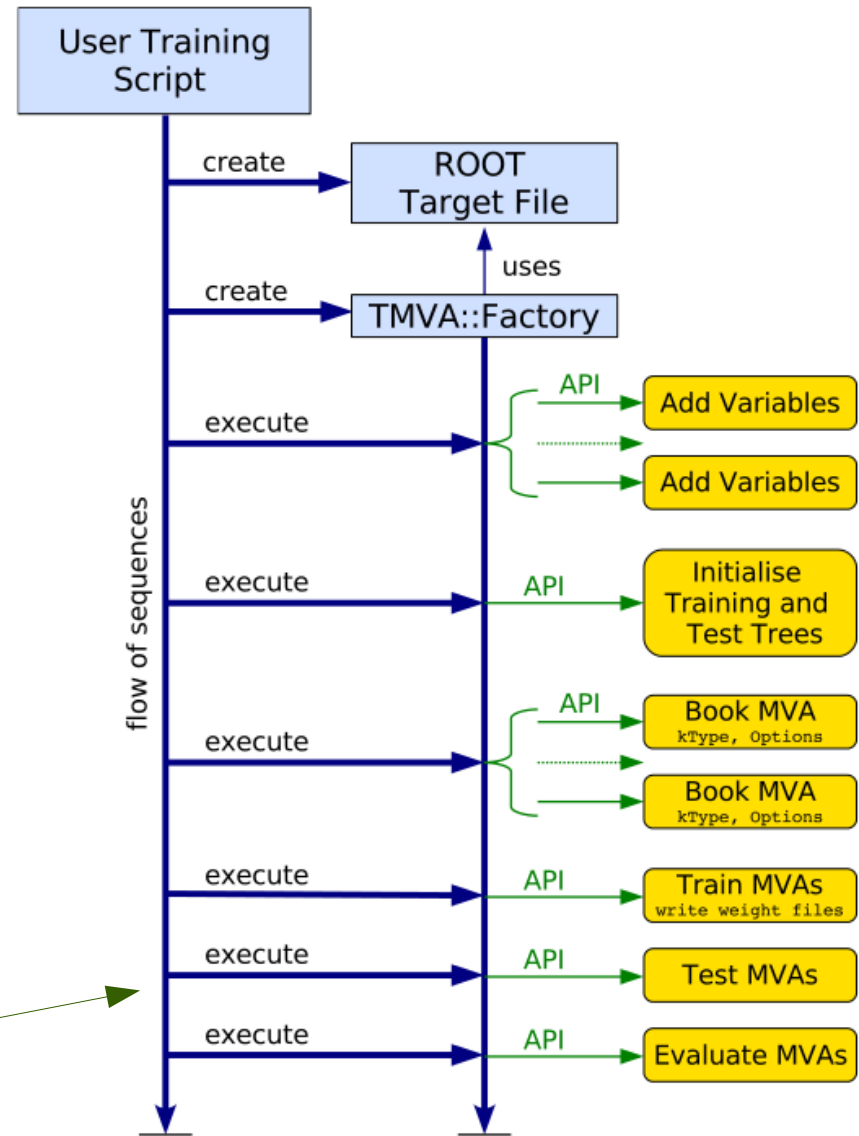 User Training
Script
create
ROOT
Target File
uses
create
TMVA::Factory
API
Add Variables
execute
Add Variables
flow of sequences
execute
API
Initialise
Training and
Test Trees
API
Book MVA
kType, Options
execute
Book MVA
kType, Options
execute
API
Train MVAs
write weight files
execute
API
Test MVAs
execute
API
Evaluate MVAs